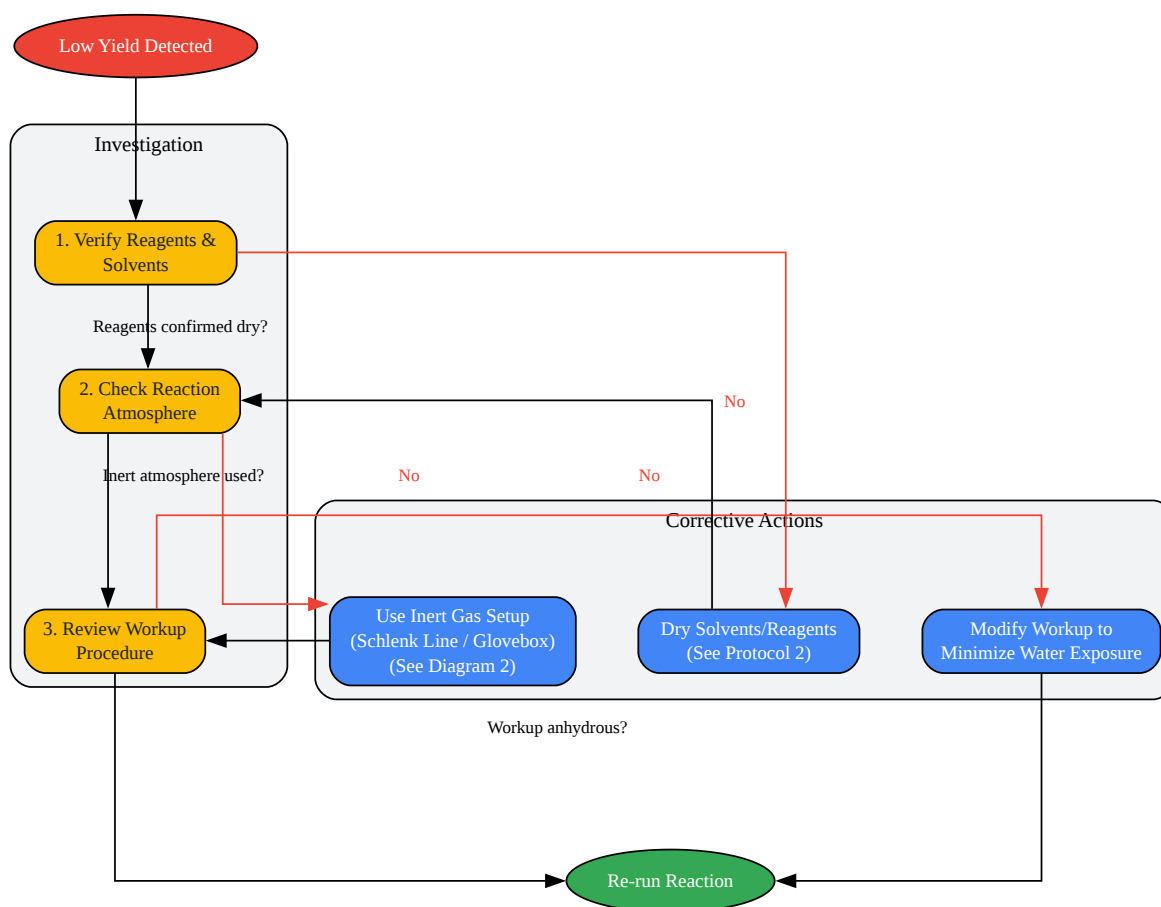 Low Yield Detected
Investigation
1. Verify Reagents &
Solvents
Reagents confirmed dry?
2. Check Reaction
Atmosphere
No
Inert atmosphere used?
No
No
Corrective Actions
3. Review Workup
Procedure
Use Inert Gas Setup
(Schlenk Line / Glovebox)
(See Diagram 2)
Dry Solvents/Reagents
(See Protocol 2)
Modify Workup to
Minimize Water Exposure
Workup anhydrous?
Re-run Reaction